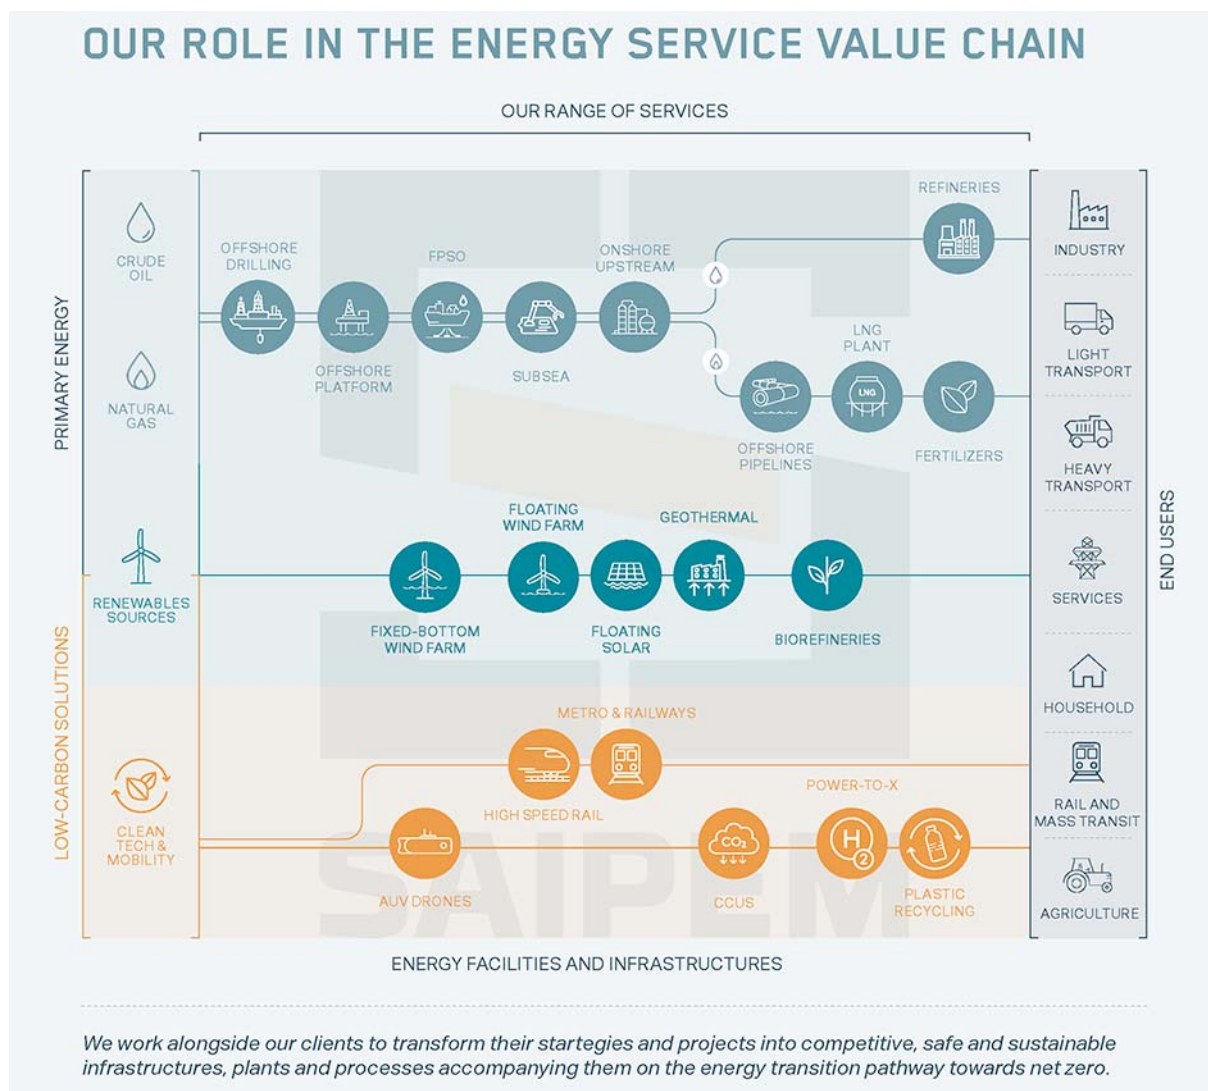 OUR ROLE IN THE ENERGY SERVICE VALUE CHAIN
OUR RANGE OF SERVICES
PRIMARY ENERGY
LOW-CARBON SOLUTIONS
CRUDE
OIL
NATURAL
GAS
RENEWABLES
SOURCES
CLEAN
TECH &
MOBILITY
OFFSHORE
DRILLING
OFFSHORE
PLATFORM
FPSO
SUBSEA
ONSHORE
UPSTREAM
REFINERIES
OFFSHORE
PIPELINES
LNG
PLANT
LNG
FERTILIZERS
FIXED-BOTTOM
WIND FARM
FLOATING
WIND FARM
FLOATING
SOLAR
GEOTHERMAL
BIOREFINERIES
HIGH SPEED RAIL
METRO & RAILWAYS
AUV DRONES
CO2
CCUS
POWER-TO-X
H
2
PLASTIC
RECYCLING
SAIPEM
INDUSTRY
LIGHT
TRANSPORT
HEAVY
TRANSPORT
SERVICES
HOUSEHOLD
RAIL AND
MASS TRANSIT
AGRICULTURE
END USERS
ENERGY FACILITIES AND INFRASTRUCTURES
We work alongside our clients to transform their startegies and projects into competitive, safe and sustainable
infrastructures, plants and processes accompanying them on the energy transition pathway towards net zero.